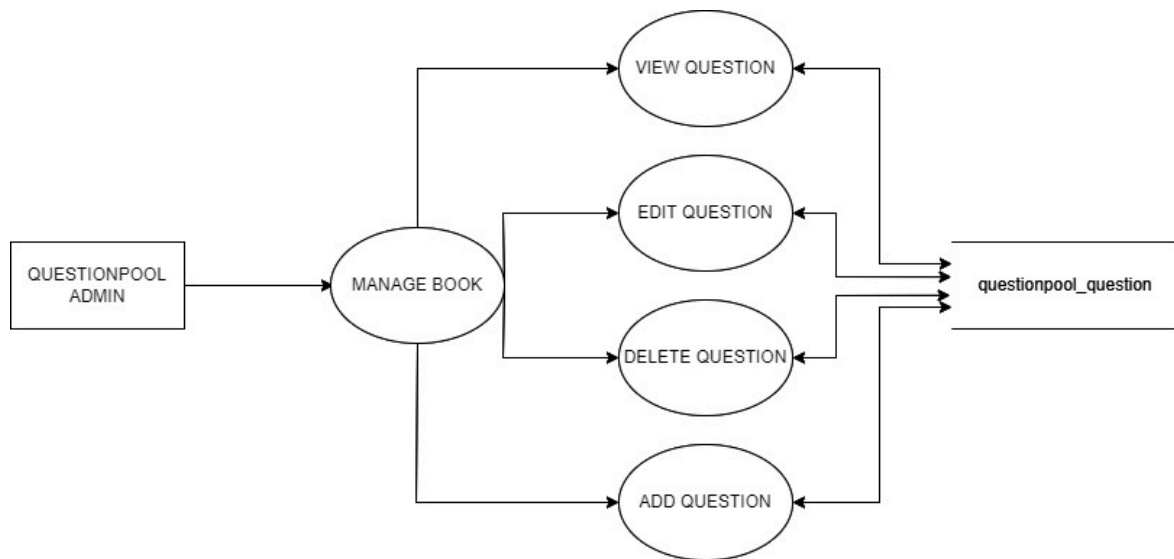 VIEW QUESTION
EDIT QUESTION
QUESTIONPOOL
ADMIN
MANAGE BOOK
questionpool_question
DELETE QUESTION
ADD QUESTION